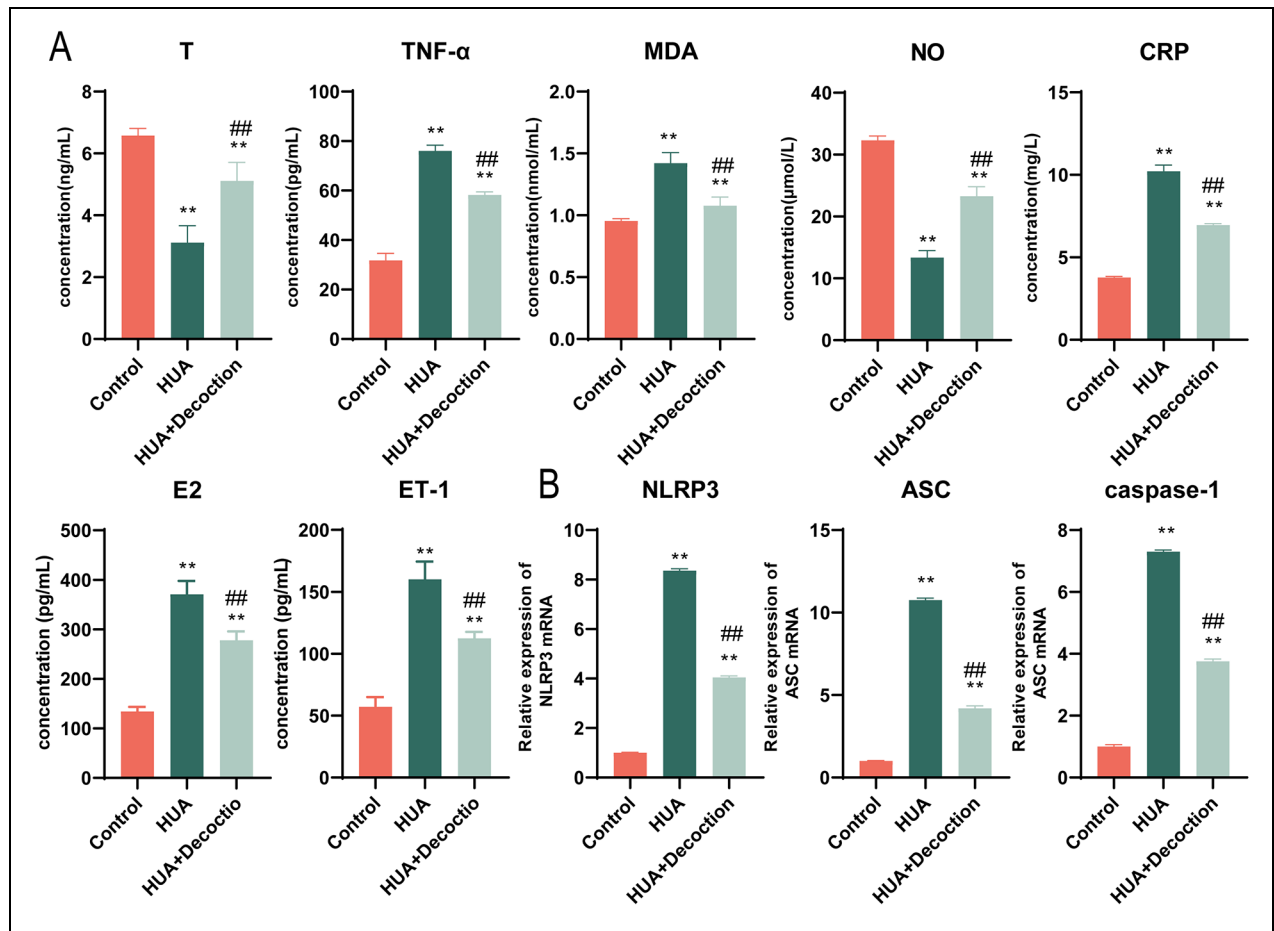 A
T
concentration(ng/mL)
8
6
4
2
0
**
##
**
Control
HUA
HUA+Decoction
TNF-α
concentration(pg/mL)
100
80
60
40
20
0
**
##
**
Control
HUA
HUA+Decoction
MDA
concentration(nmol/mL)
2.0
1.5
1.0
0.5
0.0
**
##
**
Control
HUA
HUA+Decoction
NO
concentration(μmol/L)
40
30
20
10
0
**
##
**
Control
HUA
HUA+Decoction
CRP
concentration(mg/L)
15
10
5
0
**
##
**
Control
HUA
HUA+Decoction
E2
concentration (pg/mL)
500
400
300
200
100
0
**
##
**
Control
HUA
HUA+Decoctio
ET-1
concentration (pg/mL)
200
150
100
50
0
**
##
**
Control
HUA
HUA+Decoctio
B
NLRP3
Relative expression of
NLRP3 mRNA
10
8
6
4
2
0
**
##
**
Control
HUA
HUA+Decoction
ASC
Relative expression of
ASC mRNA
15
10
5
0
**
##
**
Control
HUA
HUA+Decoction
caspase-1
Relative expression of
ASC mRNA
8
6
4
2
0
**
##
**
Control
HUA
HUA+Decoction